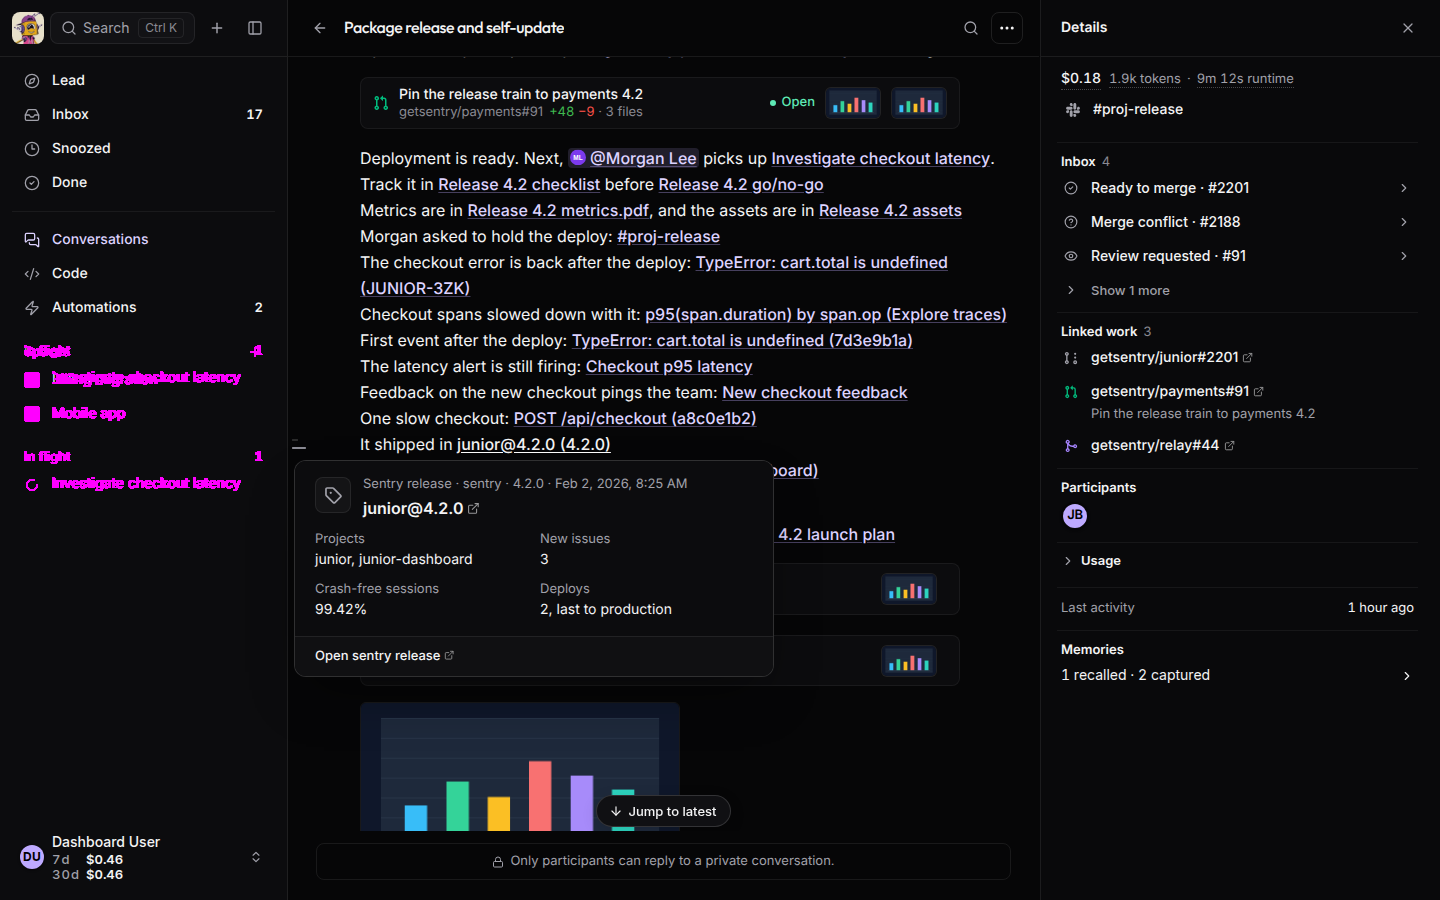 Search Ctrl K
Lead
Inbox 17
Snoozed
Done
Conversations
Code
Automations 2
1
checkout latency
Mobile app
In flight 1
Investigate checkout latency
DU
Dashboard User
7d $0.46
30d $0.46
Package release and self-update
Pin the release train to payments 4.2
getsentry/payments#91 +48 −9 · 3 files
Open
Deployment is ready. Next, ML @Morgan Lee picks up Investigate checkout latency.
Track it in Release 4.2 checklist before Release 4.2 go/no-go
Metrics are in Release 4.2 metrics.pdf, and the assets are in Release 4.2 assets
Morgan asked to hold the deploy: #proj-release
The checkout error is back after the deploy: TypeError: cart.total is undefined
(JUNIOR-3ZK)
Checkout spans slowed down with it: p95(span.duration) by span.op (Explore traces)
First event after the deploy: TypeError: cart.total is undefined (7d3e9b1a)
The latency alert is still firing: Checkout p95 latency
Feedback on the new checkout pings the team: New checkout feedback
One slow checkout: POST /api/checkout (a8c0e1b2)
It shipped in junior@4.2.0 (4.2.0)
board)
4.2 launch plan
Sentry release · sentry · 4.2.0 · Feb 2, 2026, 8:25 AM
junior@4.2.0
Projects
junior, junior-dashboard
New issues
3
Crash-free sessions
99.42%
Deploys
2, last to production
Open sentry release
Jump to latest
Only participants can reply to a private conversation.
Details
$0.18 1.9k tokens · 9m 12s runtime
#proj-release
Inbox 4
Ready to merge · #2201
Merge conflict · #2188
Review requested · #91
Show 1 more
Linked work 3
getsentry/junior#2201
getsentry/payments#91
Pin the release train to payments 4.2
getsentry/relay#44
Participants
JB
Usage
Last activity 1 hour ago
Memories
1 recalled · 2 captured